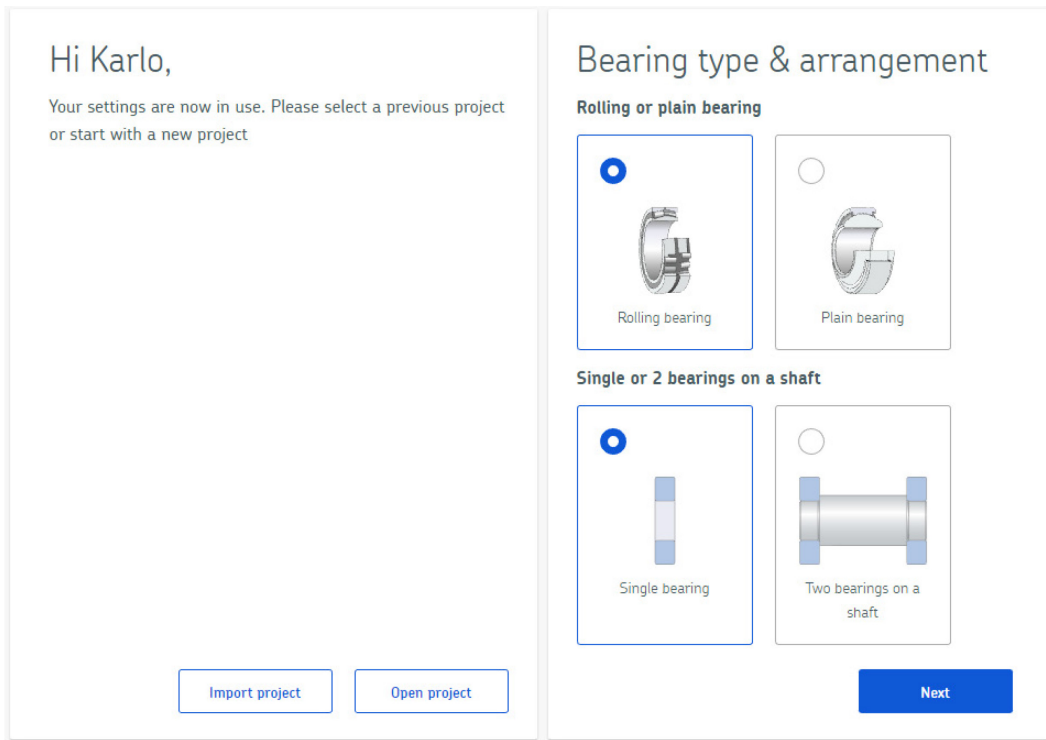 Hi Karlo,
Your settings are now in use. Please select a previous project
or start with a new project
Import project
Open project
Bearing type & arrangement
Rolling or plain bearing
Rolling bearing
Plain bearing
Single or 2 bearings on a shaft
Single bearing
Two bearings on a
shaft
Next